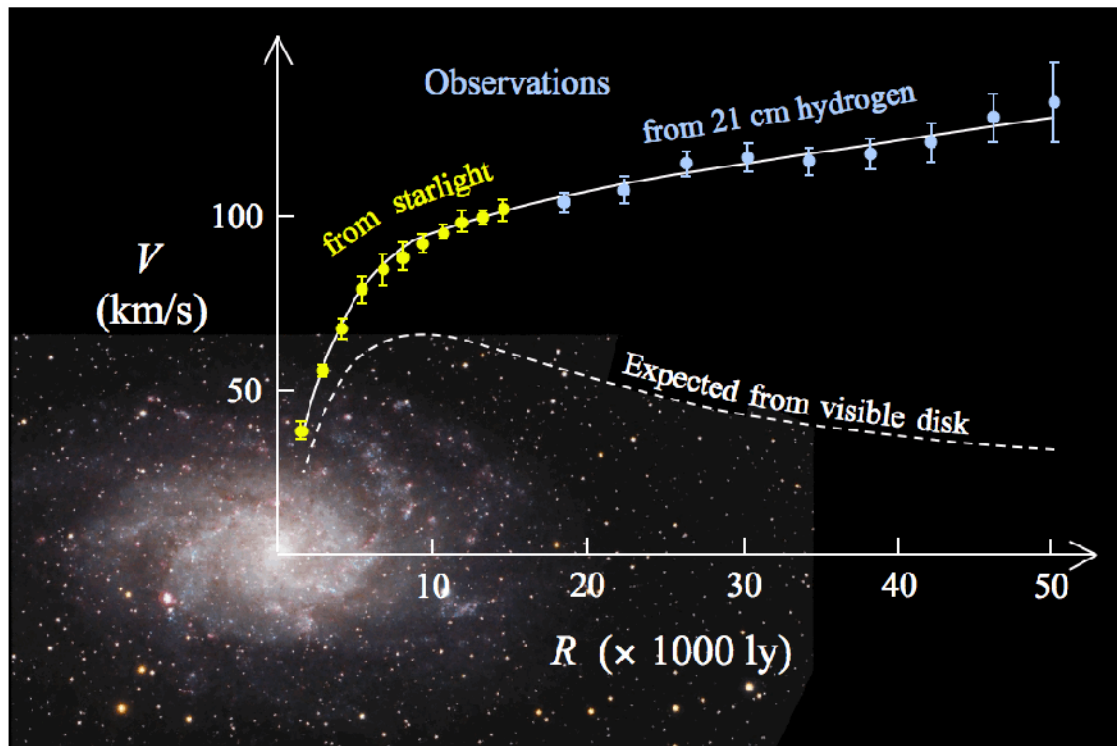 Observations
from 21 cm hydrogen
from starlight
100
V
(km/s)
50
Expected from visible disk
10 20 30 40 50
R (× 1000 ly)